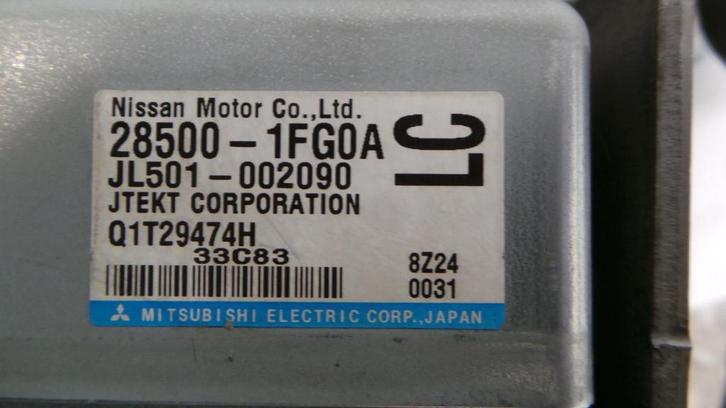 Nissan Motor Co.,Ltd.
28500-1FG0A
LC
JL501-002090
JTEKT CORPORATION
Q1T29474H
33C83
8Z24
0031
MITSUBISHI ELECTRIC CORP.,JAPAN